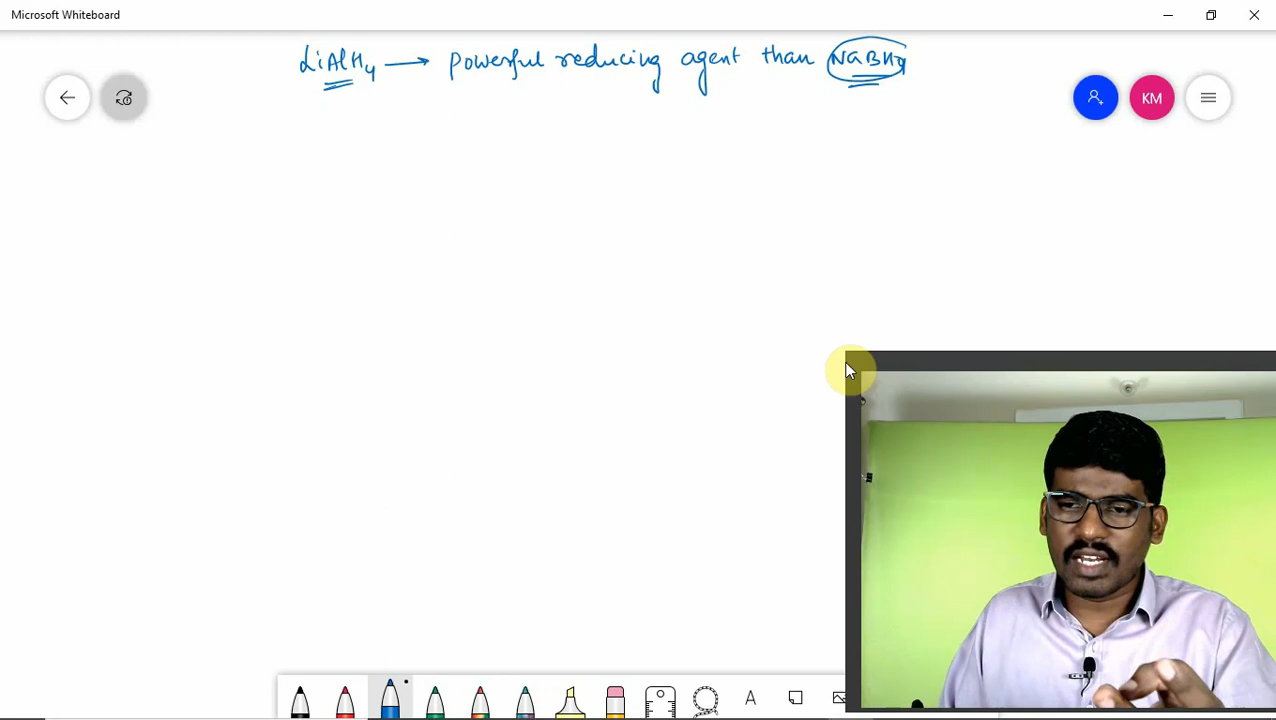 Microsoft Whiteboard
LiAlH4 → powerful reducing agent than NaBH4
KM
A